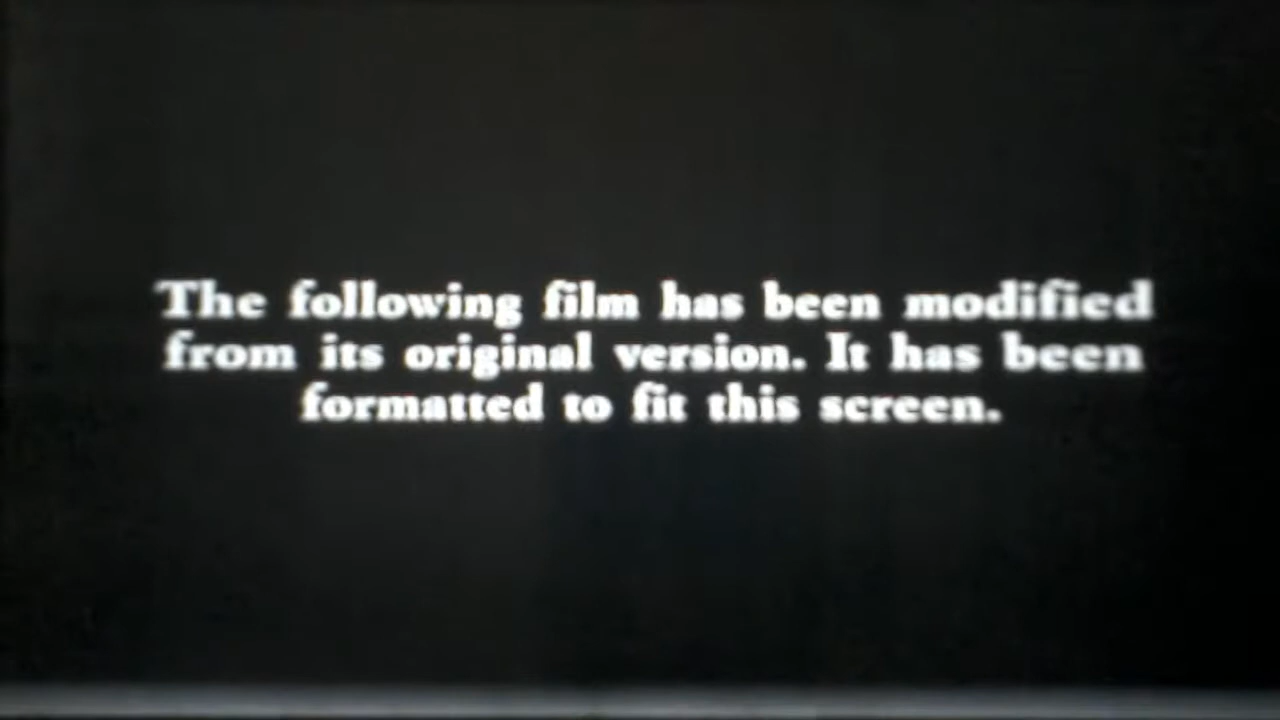 The following film has been modified
from its original version. It has been
formatted to fit this screen.